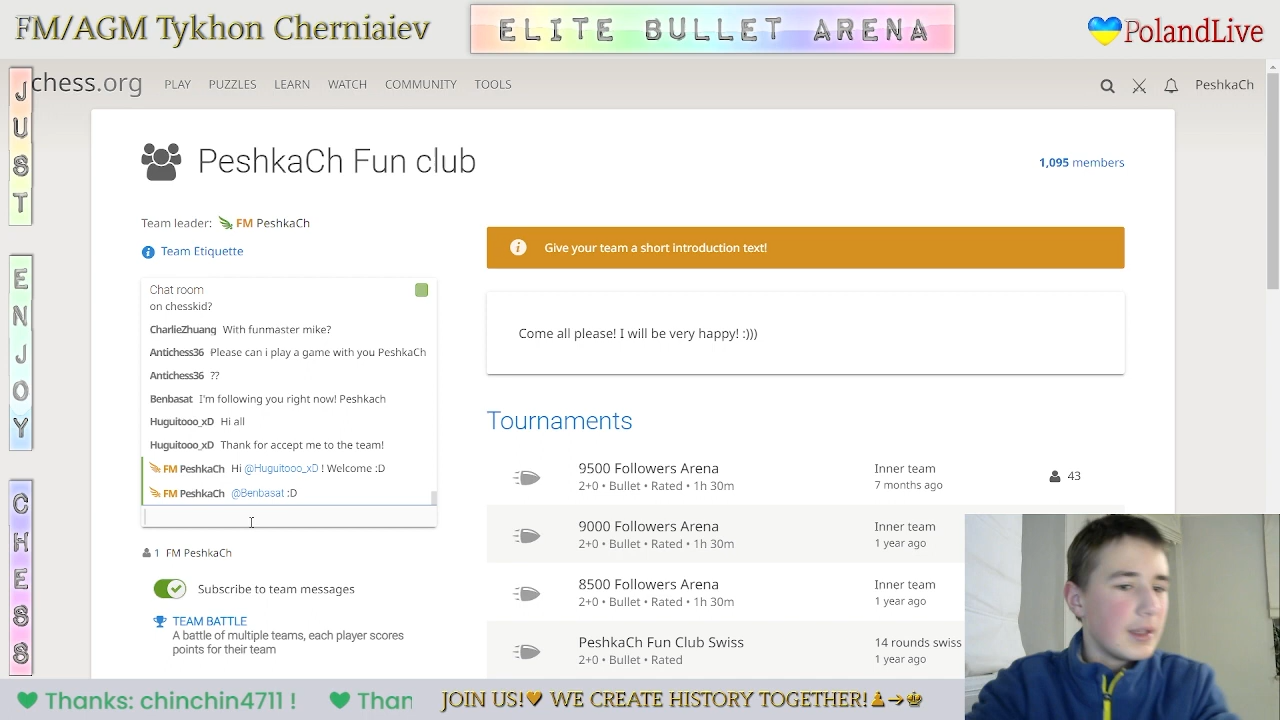 FM/AGM Tykhon Cherniaiev
ELITE BULLET ARENA
PolandLive
chess.org
PLAY
PUZZLES
LEARN
WATCH
COMMUNITY
TOOLS
PeshkaCh
JUST
ENJOY
CHESS
PeshkaCh Fun club
1,095 members
Team leader: FM PeshkaCh
Team Etiquette
Chat room
on chesskid?
CharlieZhuang With funmaster mike?
Antichess36 Please can i play a game with you PeshkaCh
Antichess36 ??
Benbasat I'm following you right now! Peshkach
Huguitooo_xD Hi all
Huguitooo_xD Thank for accept me to the team!
FM PeshkaCh Hi @Huguitooo_xD ! Welcome :D
FM PeshkaCh @Benbasat :D
1 FM PeshkaCh
Subscribe to team messages
TEAM BATTLE
A battle of multiple teams, each player scores
points for their team
Give your team a short introduction text!
Come all please! I will be very happy! :)))
Tournaments
9500 Followers Arena
2+0 • Bullet • Rated • 1h 30m
Inner team
7 months ago
43
9000 Followers Arena
2+0 • Bullet • Rated • 1h 30m
Inner team
1 year ago
8500 Followers Arena
2+0 • Bullet • Rated • 1h 30m
Inner team
1 year ago
PeshkaCh Fun Club Swiss
2+0 • Bullet • Rated
14 rounds swiss
1 year ago
Thanks: chinchin4711 !
Than
JOIN US!🧡 WE CREATE HISTORY TOGETHER!♟→♚